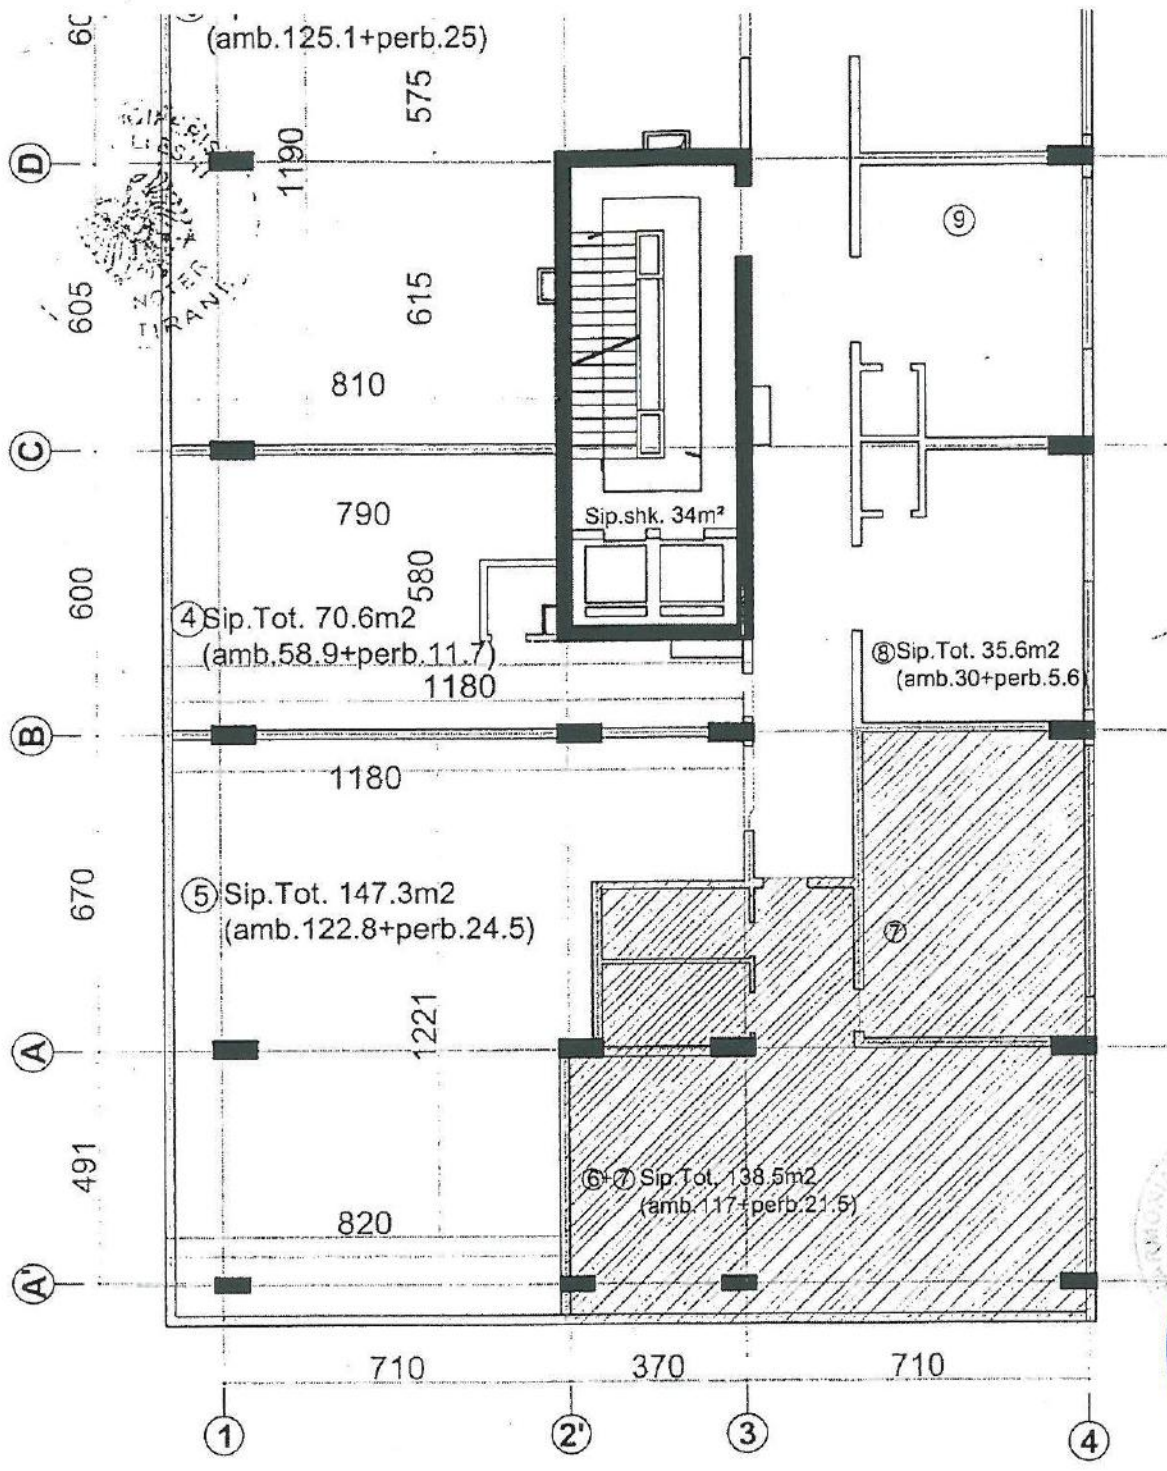 (amb.125.1+perb.25)
575
1190
D
9
605
615
NOTER
TIRANE
810
C
790
Sip.shk. 34m²
600
580
4 Sip.Tot. 70.6m2
(amb.58.9+perb.11.7)
8 Sip.Tot. 35.6m2
(amb.30+perb.5.6)
1180
B
1180
670
5 Sip.Tot. 147.3m2
(amb.122.8+perb.24.5)
7
1221
A
491
6+7 Sip.Tot. 138.5m2
(amb.117+perb.21.5)
820
A'
710
370
710
1
2'
3
4